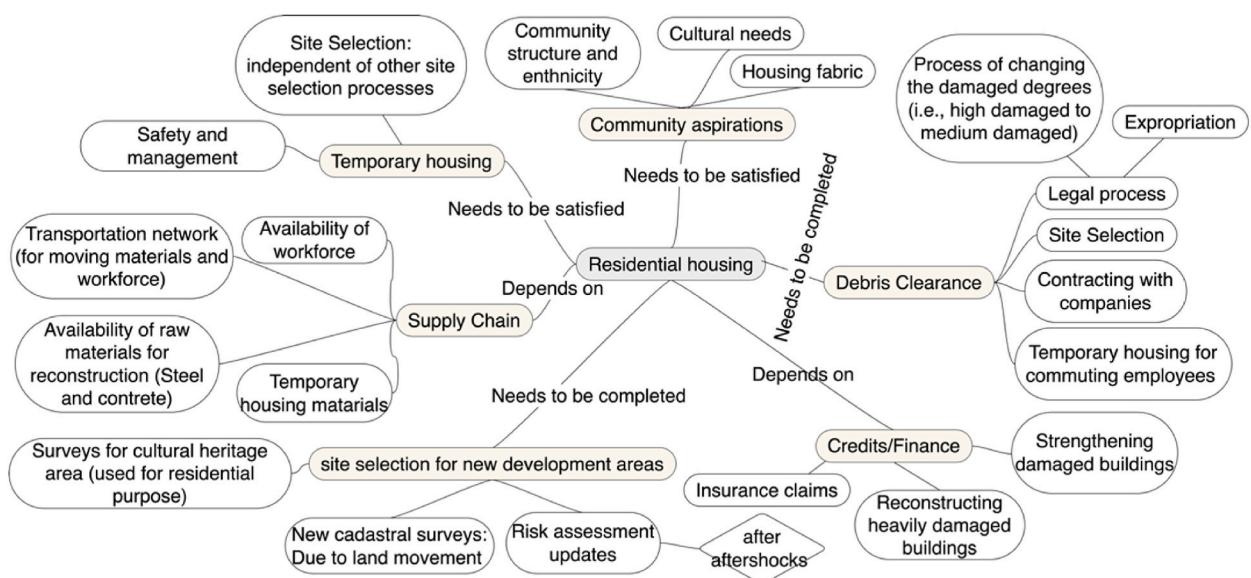 Site Selection:
independent of other site
selection processes
Safety and
management
Temporary housing
Needs to be satisfied
Community
structure and
enthnicity
Cultural needs
Housing fabric
Community aspirations
Needs to be satisfied
Process of changing
the damaged degrees
(i.e., high damaged to
medium damaged)
Expropriation
Legal process
Site Selection
Contracting with
companies
Temporary housing for
commuting employees
Debris Clearance
Needs to be completed
Residential housing
Depends on
Supply Chain
Availability of
workforce
Transportation network
(for moving materials and
workforce)
Availability of raw
materials for
reconstruction (Steel
and contrete)
Temporary
housing matarials
Needs to be completed
site selection for new development areas
Surveys for cultural heritage
area (used for residential
purpose)
New cadastral surveys:
Due to land movement
Risk assessment
updates
after
aftershocks
Depends on
Credits/Finance
Insurance claims
Reconstructing
heavily damaged
buildings
Strengthening
damaged buildings